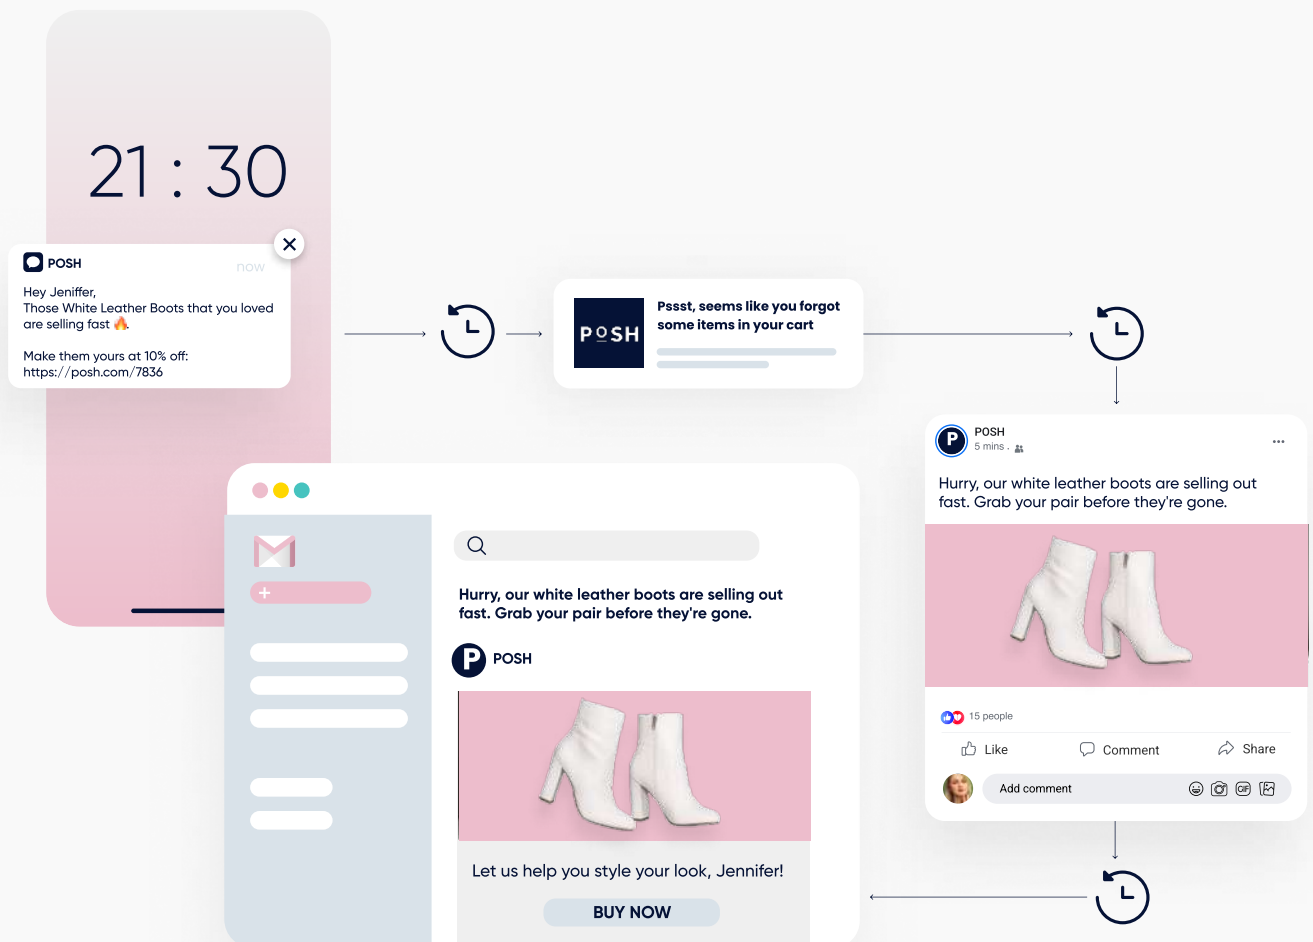 21 : 30
POSH
now
Hey Jeniffer,
Those White Leather Boots that you loved
are selling fast 🔥.
Make them yours at 10% off:
https://posh.com/7836
POSH
Pssst, seems like you forgot
some items in your cart
P
POSH
5 mins .
Hurry, our white leather boots are selling out
fast. Grab your pair before they're gone.
15 people
Like
Comment
Share
Add comment
GIF
Hurry, our white leather boots are selling out
fast. Grab your pair before they're gone.
P
POSH
Let us help you style your look, Jennifer!
BUY NOW